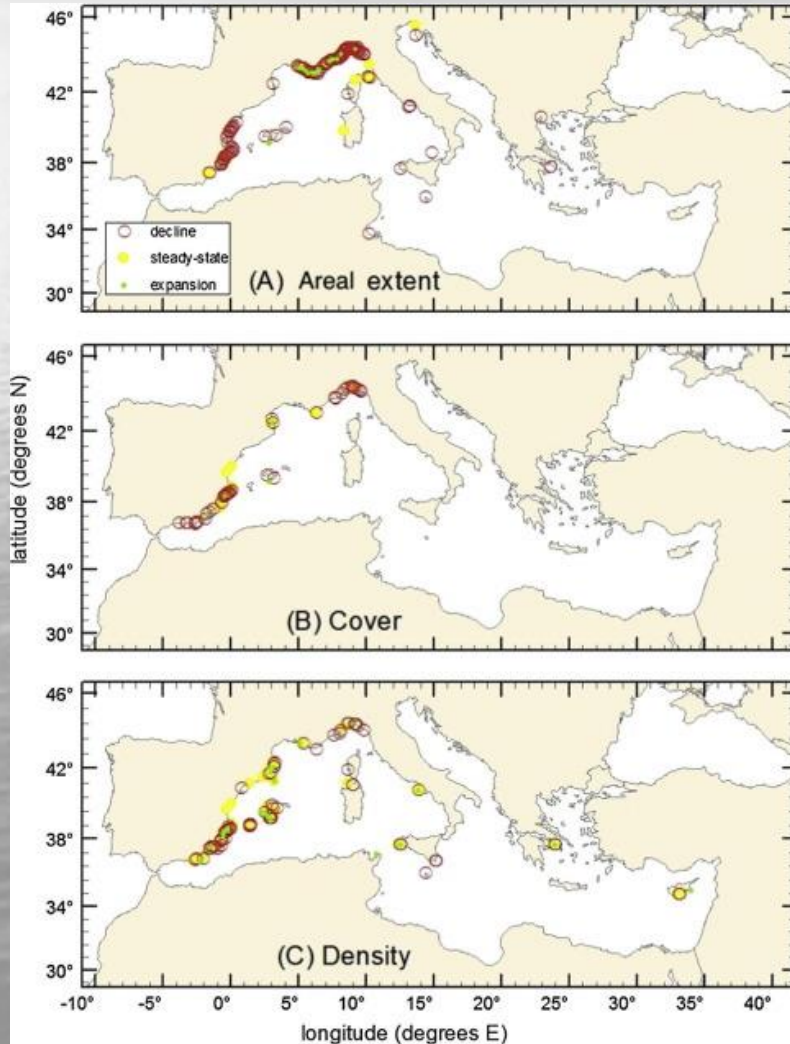 46°
42°
38°
34°
30°
decline
steady-state
expansion
(A) Areal extent
46°
42°
38°
34°
30°
(B) Cover
latitude (degrees N)
46°
42°
38°
34°
30°
(C) Density
-10° -5° 0° 5° 10° 15° 20° 25° 30° 35° 40°
longitude (degrees E)